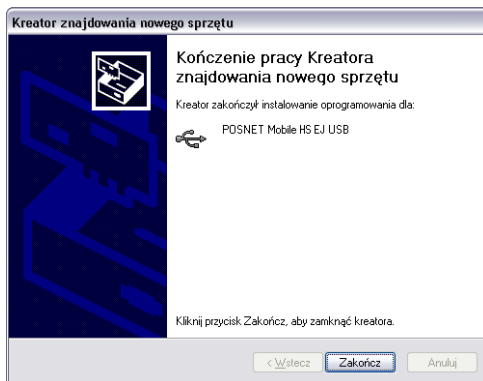 Kreator znajdowania nowego sprzętu
Kończenie pracy Kreatora
znajdowania nowego sprzętu
Kreator zakończył instalowanie oprogramowania dla:
POSNET Mobile HS EJ USB
Kliknij przycisk Zakończ, aby zamknąć kreatora.
< Wstecz Zakończ Anuluj